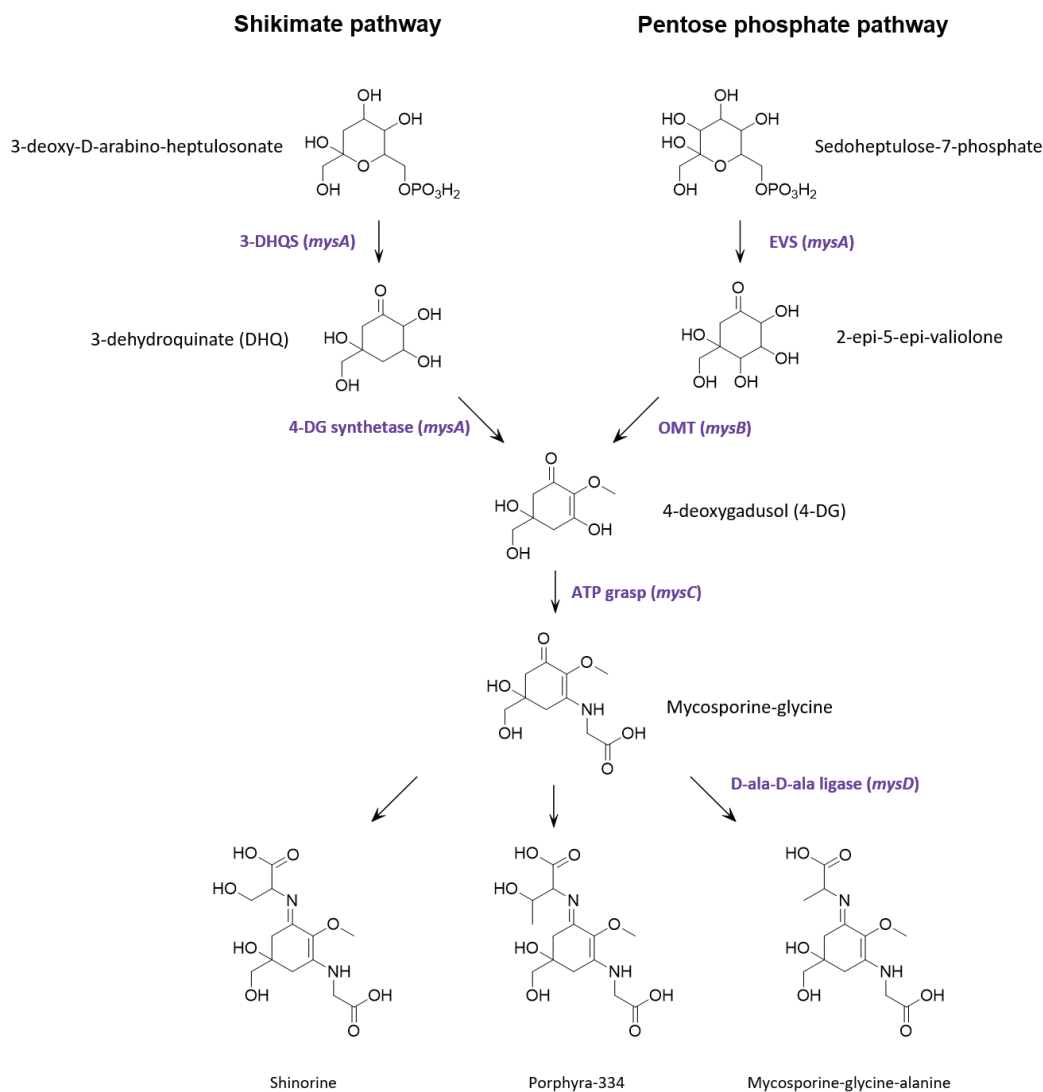 Shikimate pathway
Pentose phosphate pathway
OH
OH
HO
O
OH
OPO3H2
3-deoxy-D-arabino-heptulosonate
OH
HO
OH
HO
O
OH
OPO3H2
Sedoheptulose-7-phosphate
3-DHQS (mysA)
EVS (mysA)
O
OH
HO
OH
OH
3-dehydroquinate (DHQ)
O
OH
HO
OH
OH
OH
2-epi-5-epi-valiolone
4-DG synthetase (mysA)
OMT (mysB)
O
O
HO
OH
OH
4-deoxygadusol (4-DG)
ATP grasp (mysC)
O
O
HO
NH
OH
OH
O
Mycosporine-glycine
D-ala-D-ala ligase (mysD)
HO
O
HO
N
O
HO
NH
OH
OH
O
Shinorine
HO
O
HO
N
O
HO
NH
OH
OH
O
Porphyra-334
HO
O
N
O
HO
NH
OH
OH
O
Mycosporine-glycine-alanine